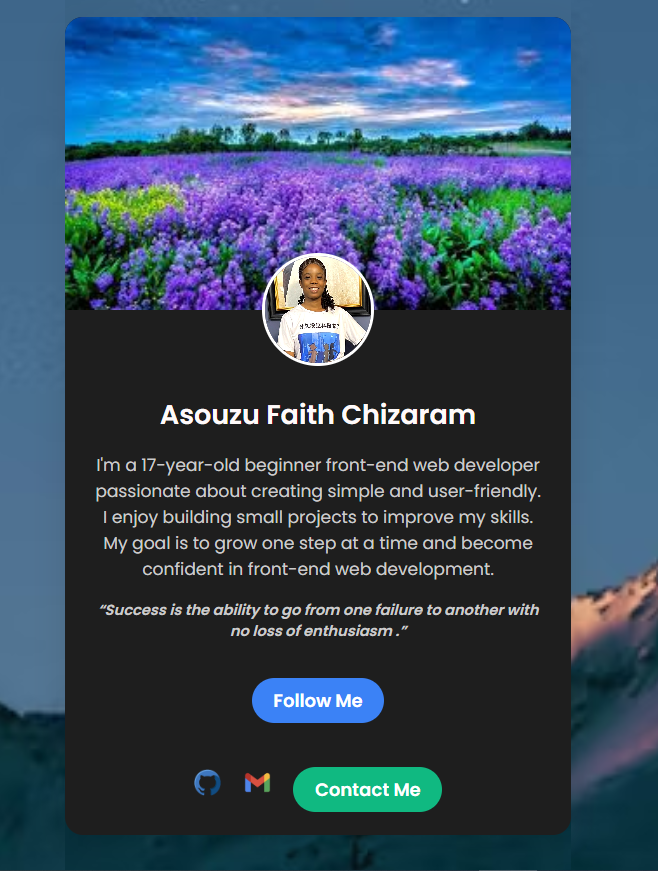 Asouzu Faith Chizaram
I'm a 17-year-old beginner front-end web developer
passionate about creating simple and user-friendly.
I enjoy building small projects to improve my skills.
My goal is to grow one step at a time and become
confident in front-end web development.
“Success is the ability to go from one failure to another with
no loss of enthusiasm .”
Follow Me
Contact Me